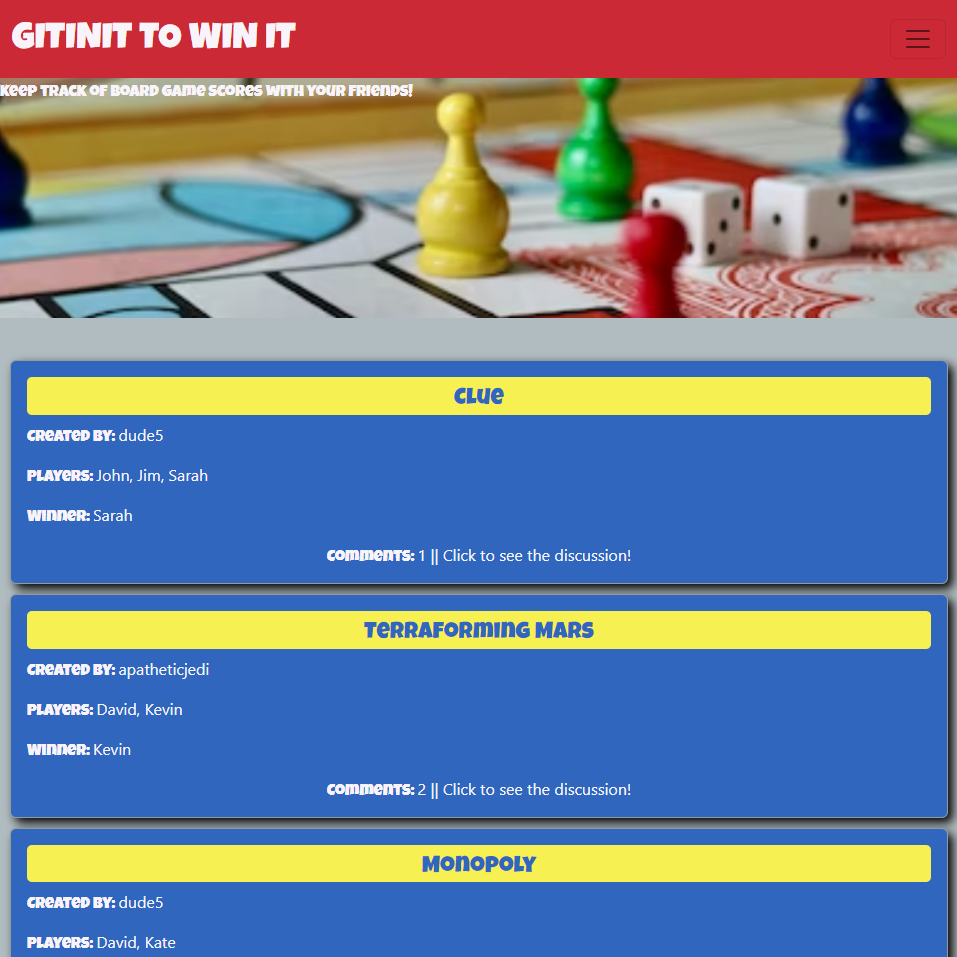 GITINIT TO WIN IT
Keep track of board game scores with your friends!
Clue
Created by: dude5
Players: John, Jim, Sarah
Winner: Sarah
Comments: 1 || Click to see the discussion!
Terraforming Mars
Created by: apatheticjedi
Players: David, Kevin
Winner: Kevin
Comments: 2 || Click to see the discussion!
Monopoly
Created by: dude5
Players: David, Kate